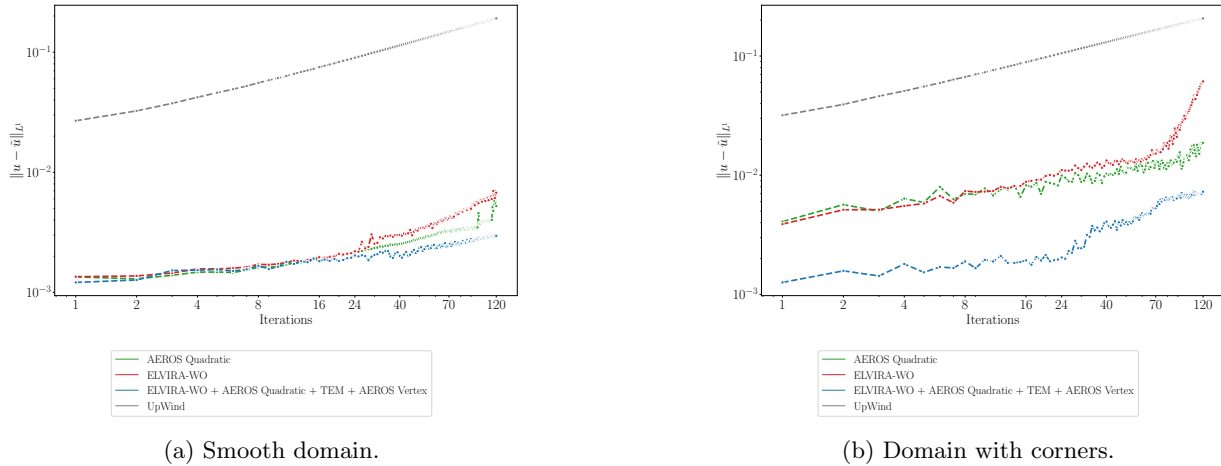 10⁻¹
10⁻²
10⁻³
‖u − ũ‖_{L¹}
1 2 4 8 16 24 40 70 120
Iterations
AEROS Quadratic
ELVIRA-WO
ELVIRA-WO + AEROS Quadratic + TEM + AEROS Vertex
UpWind
(a) Smooth domain.
10⁻¹
10⁻²
10⁻³
‖u − ũ‖_{L¹}
1 2 4 8 16 24 40 70 120
Iterations
AEROS Quadratic
ELVIRA-WO
ELVIRA-WO + AEROS Quadratic + TEM + AEROS Vertex
UpWind
(b) Domain with corners.